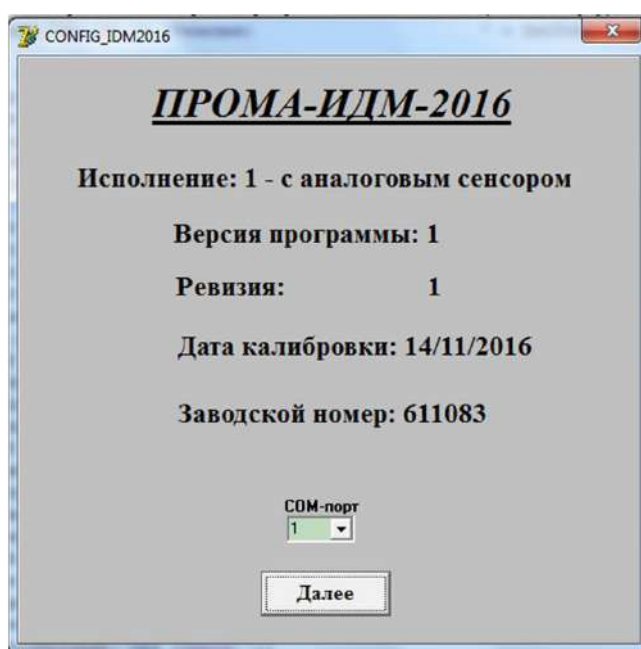 CONFIG_IDM2016
ПРОМА-ИДМ-2016
Исполнение: 1 - с аналоговым сенсором
Версия программы: 1
Ревизия: 1
Дата калибровки: 14/11/2016
Заводской номер: 611083
COM-порт
1
Далее